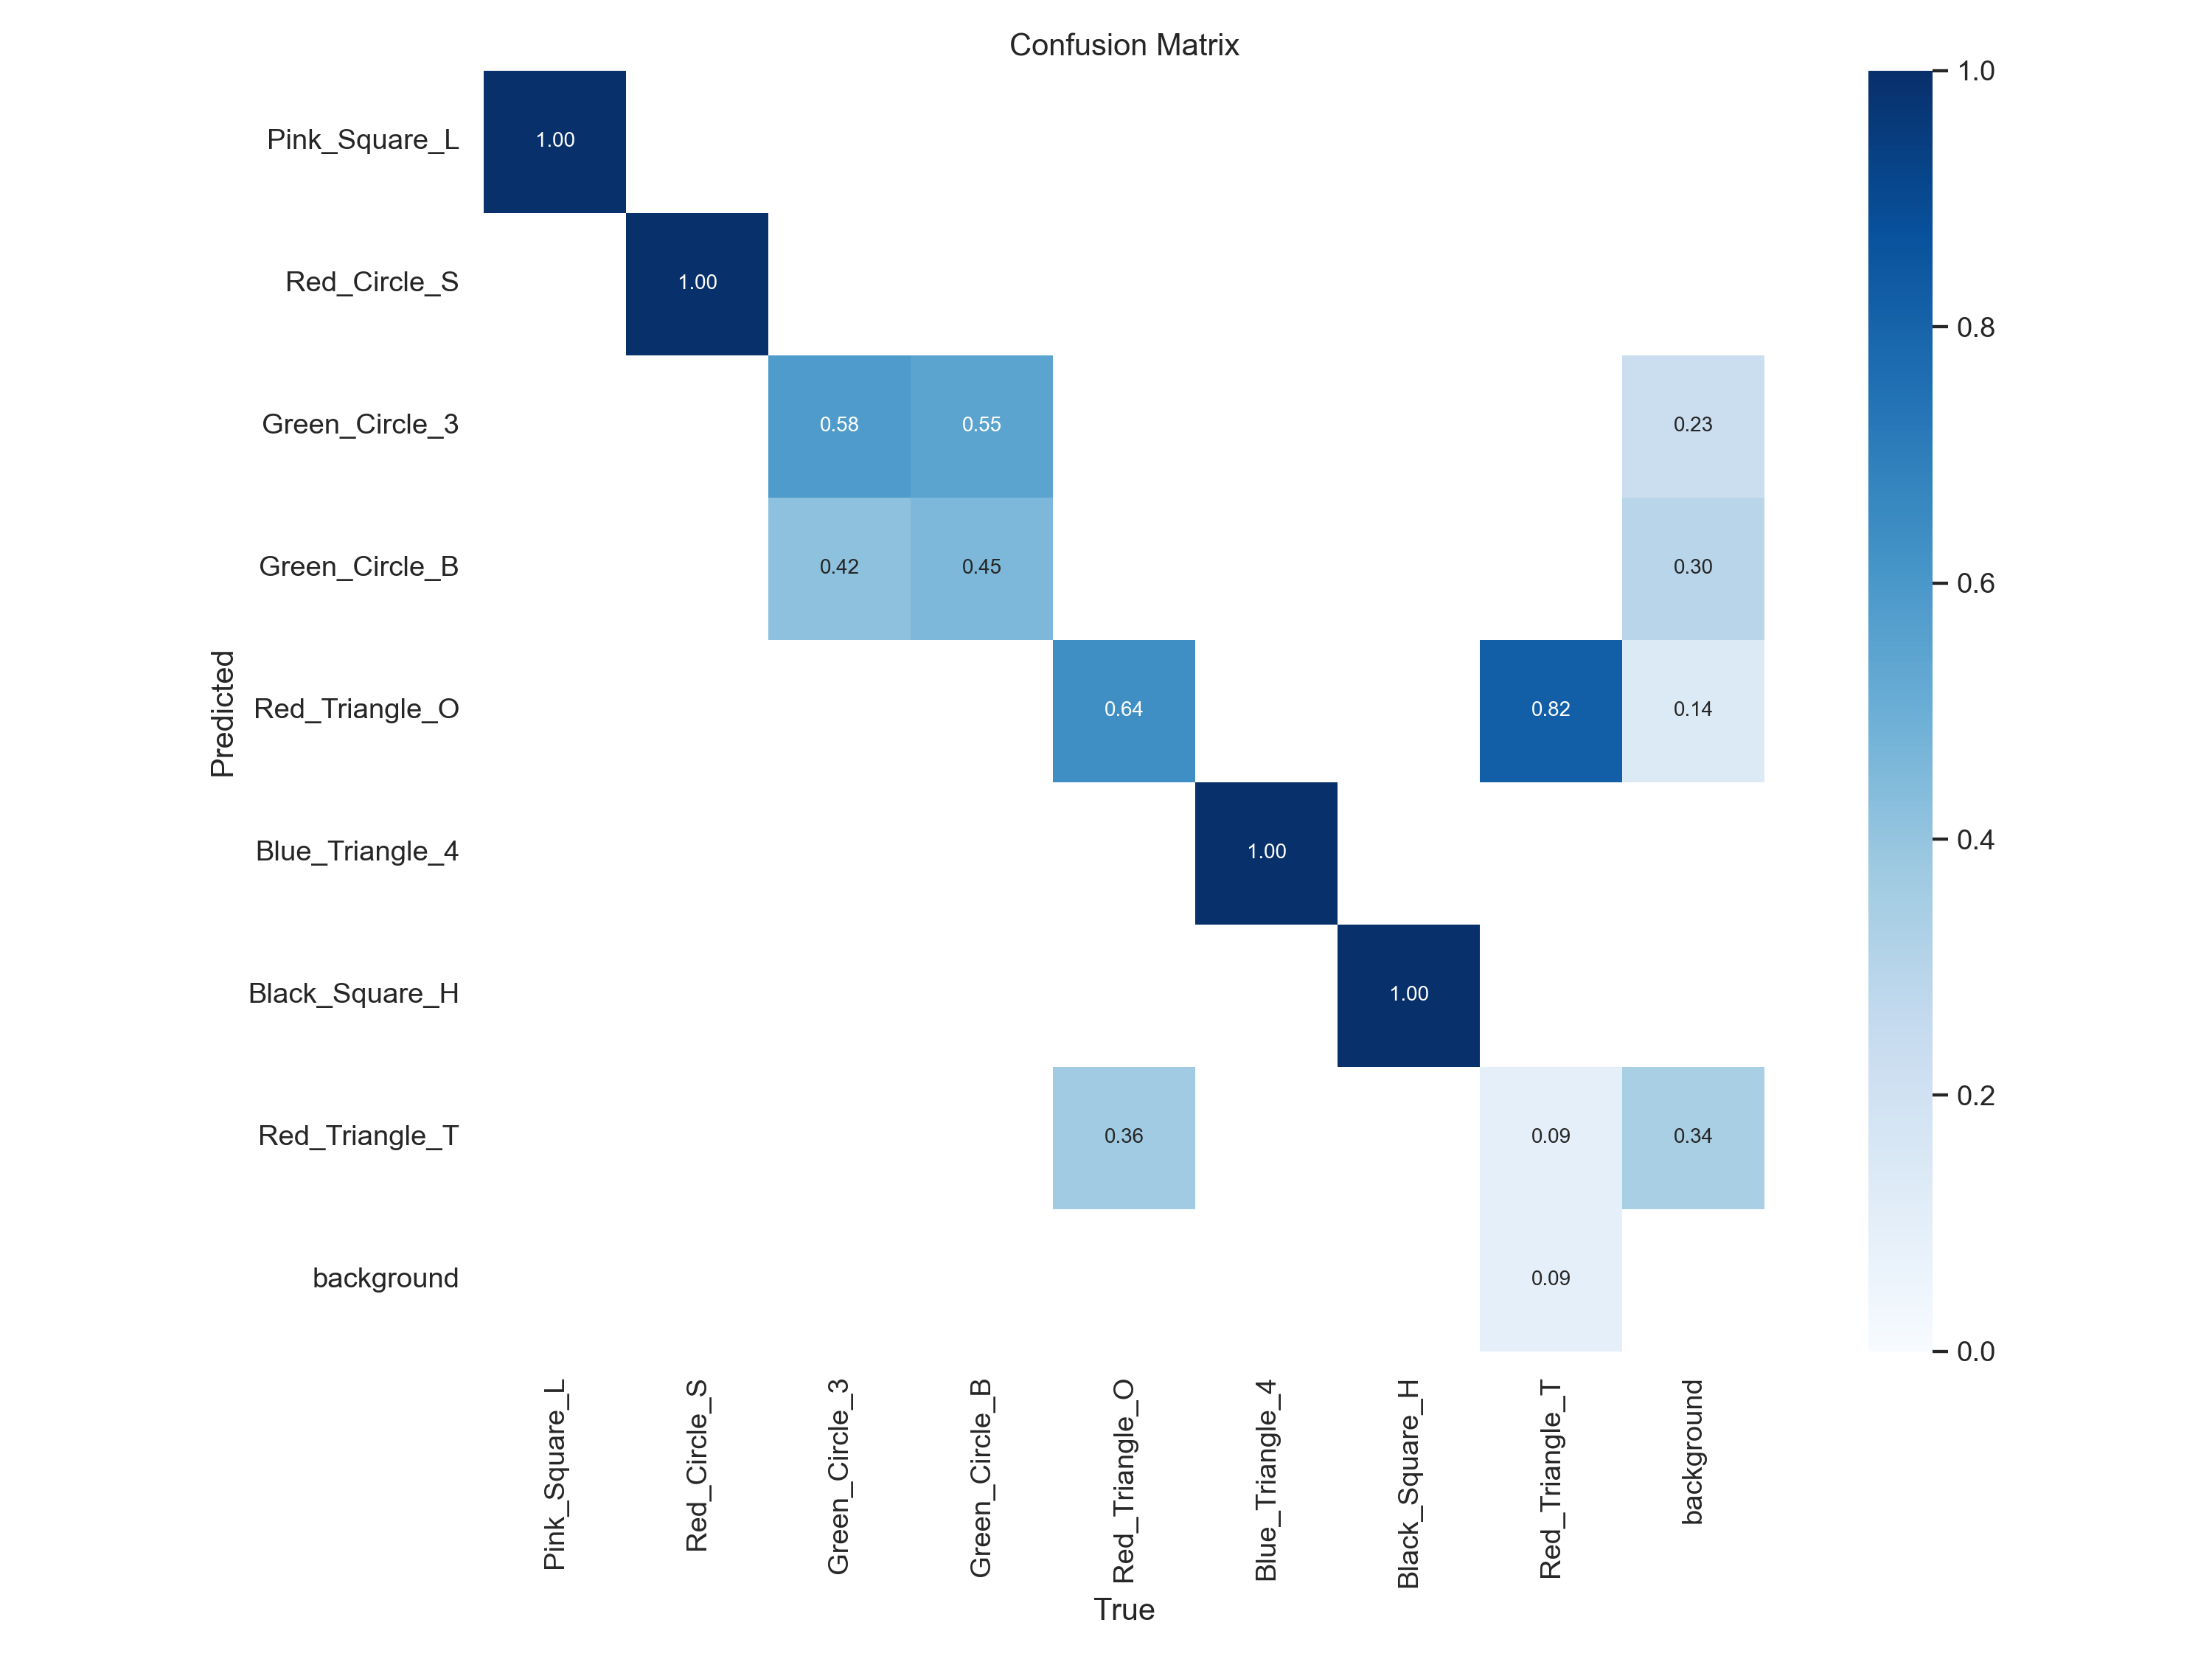 Confusion Matrix
Pink_Square_L
1.00
Red_Circle_S
1.00
Green_Circle_3
0.58 0.55 0.23
Green_Circle_B
0.42 0.45 0.30
Red_Triangle_O
0.64 0.82 0.14
Blue_Triangle_4
1.00
Black_Square_H
1.00
Red_Triangle_T
0.36 0.09 0.34
background
0.09
Predicted
Pink_Square_L
Red_Circle_S
Green_Circle_3
Green_Circle_B
Red_Triangle_O
Blue_Triangle_4
Black_Square_H
Red_Triangle_T
background
True
1.0
0.8
0.6
0.4
0.2
0.0